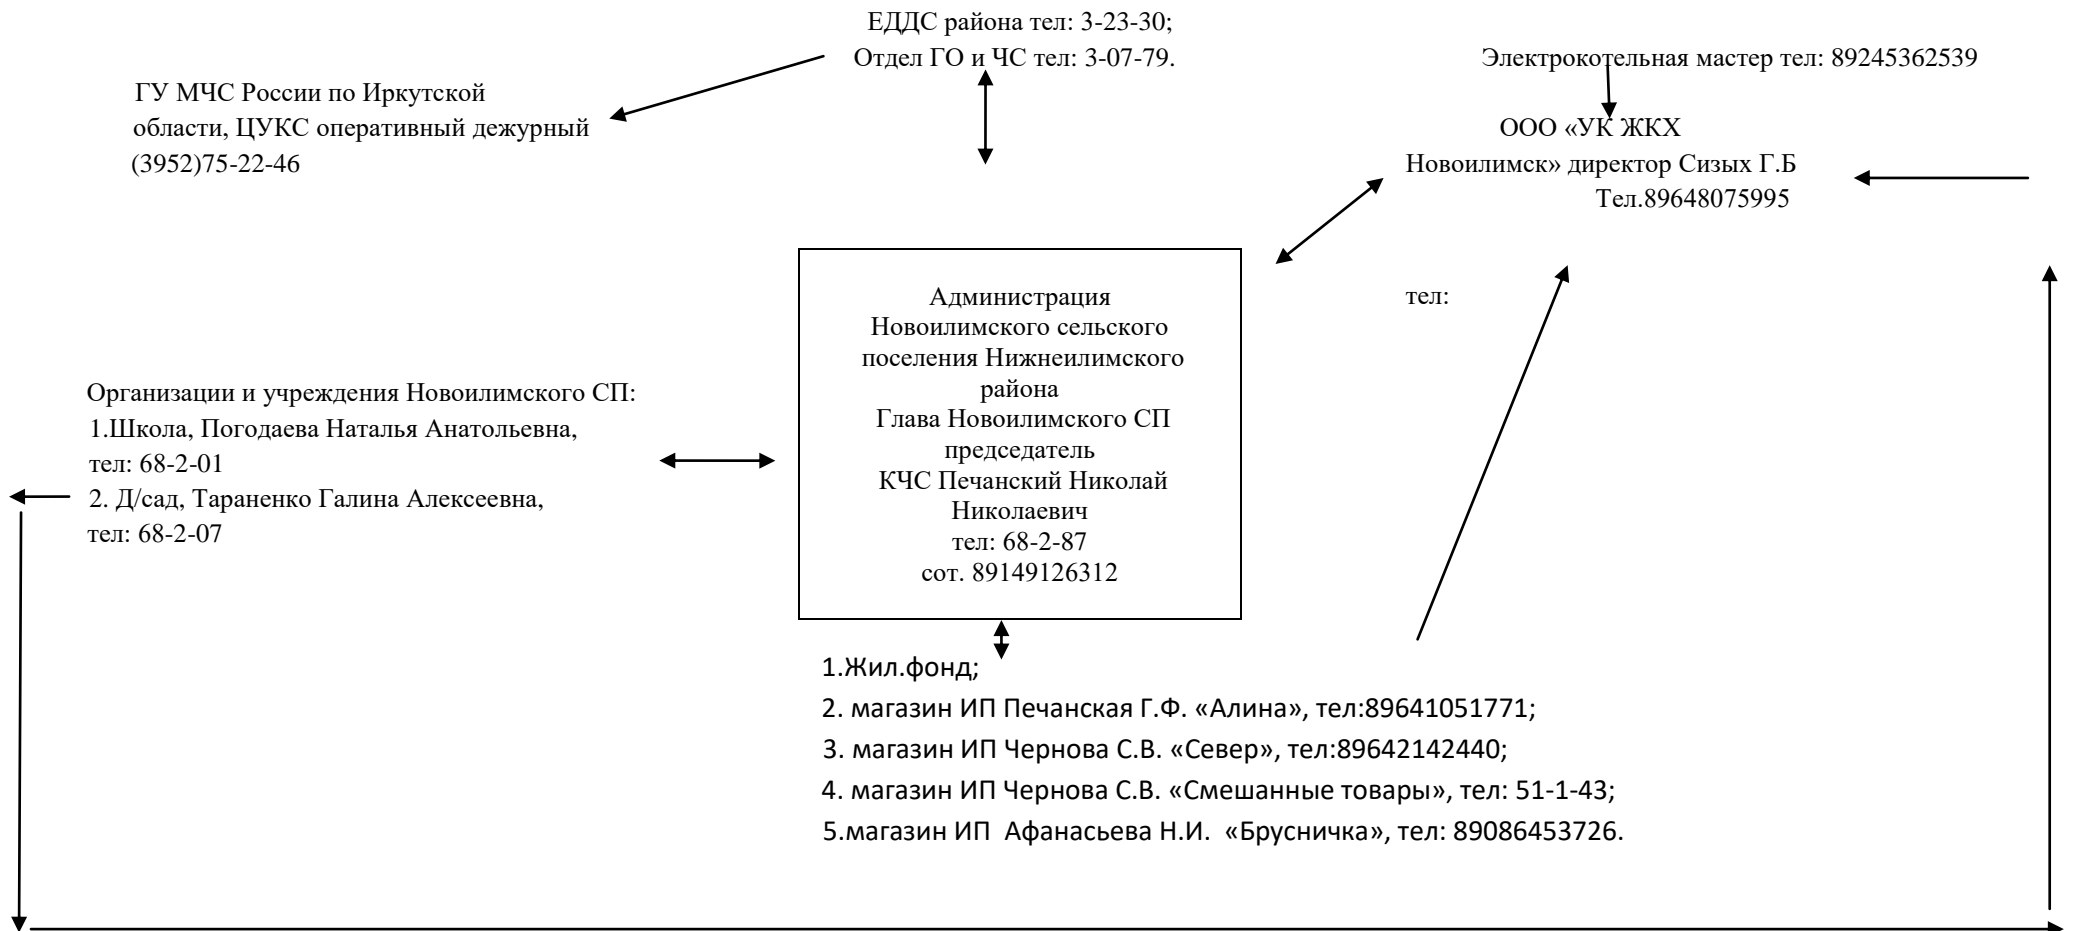 ЕДДС района тел: 3-23-30;
Отдел ГО и ЧС тел: 3-07-79.
Электрокотельная мастер тел: 89245362539
ГУ МЧС России по Иркутской
области, ЦУКС оперативный дежурный
(3952)75-22-46
ООО «УК ЖКХ
Новоилимск» директор Сизых Г.Б
Тел.89648075995
тел:
Администрация
Новоилимского сельского
поселения Нижнеилимского
района
Глава Новоилимского СП
председатель
КЧС Печанский Николай
Николаевич
тел: 68-2-87
сот. 89149126312
Организации и учреждения Новоилимского СП:
1.Школа, Погодаева Наталья Анатольевна,
тел: 68-2-01
2. Д/сад, Тараненко Галина Алексеевна,
тел: 68-2-07
1.Жил.фонд;
2. магазин ИП Печанская Г.Ф. «Алина», тел:89641051771;
3. магазин ИП Чернова С.В. «Север», тел:89642142440;
4. магазин ИП Чернова С.В. «Смешанные товары», тел: 51-1-43;
5.магазин ИП  Афанасьева Н.И.  «Брусничка», тел: 89086453726.